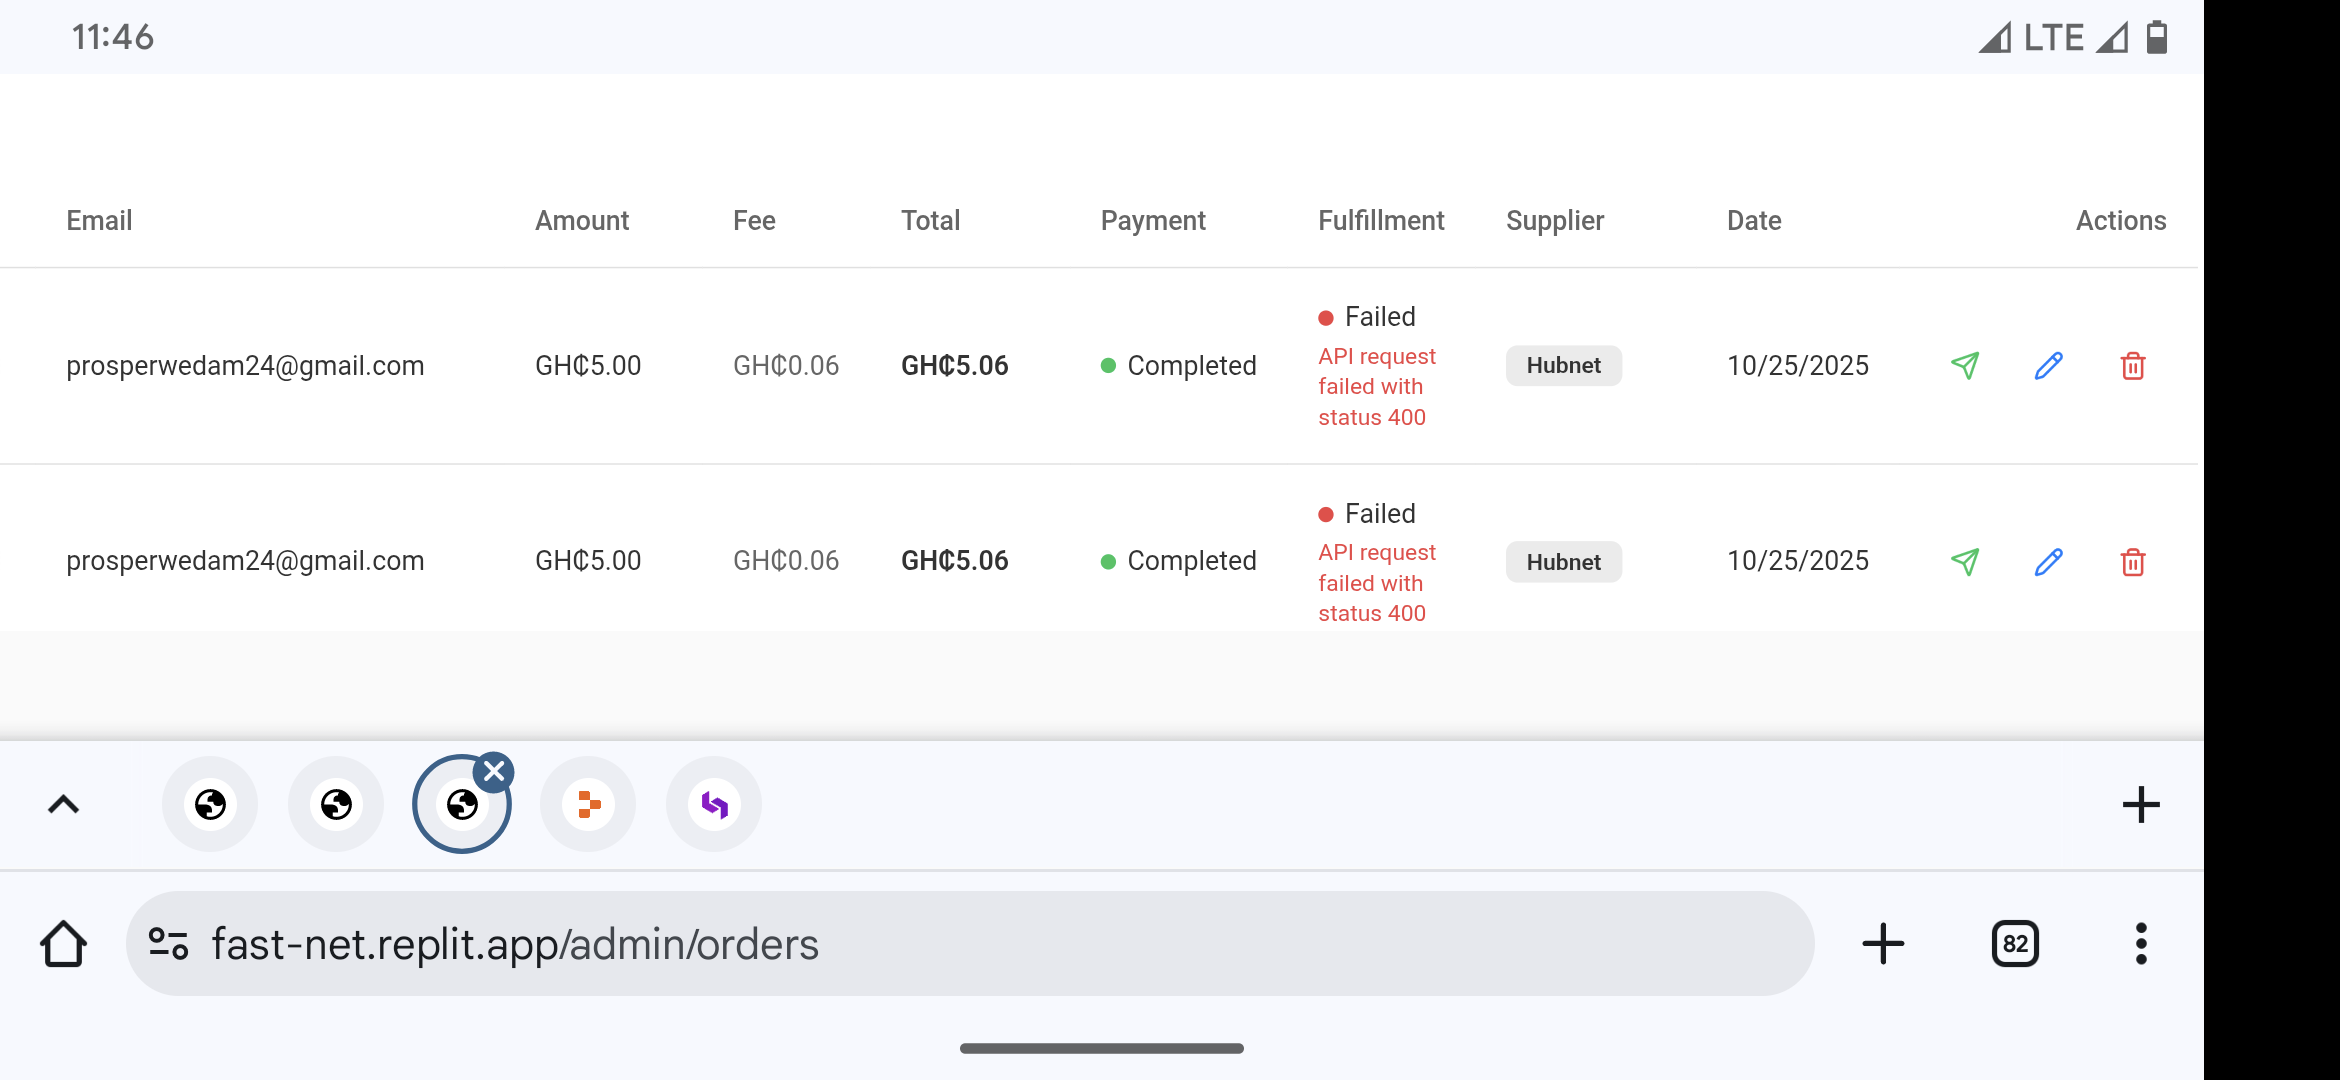 11:46
LTE
Email Amount Fee Total Payment Fulfillment Supplier Date Actions
prosperwedam24@gmail.com GH₵5.00 GH₵0.06 GH₵5.06 Completed Failed Hubnet 10/25/2025
API request
failed with
status 400
prosperwedam24@gmail.com GH₵5.00 GH₵0.06 GH₵5.06 Completed Failed Hubnet 10/25/2025
API request
failed with
status 400
fast-net.replit.app/admin/orders
82